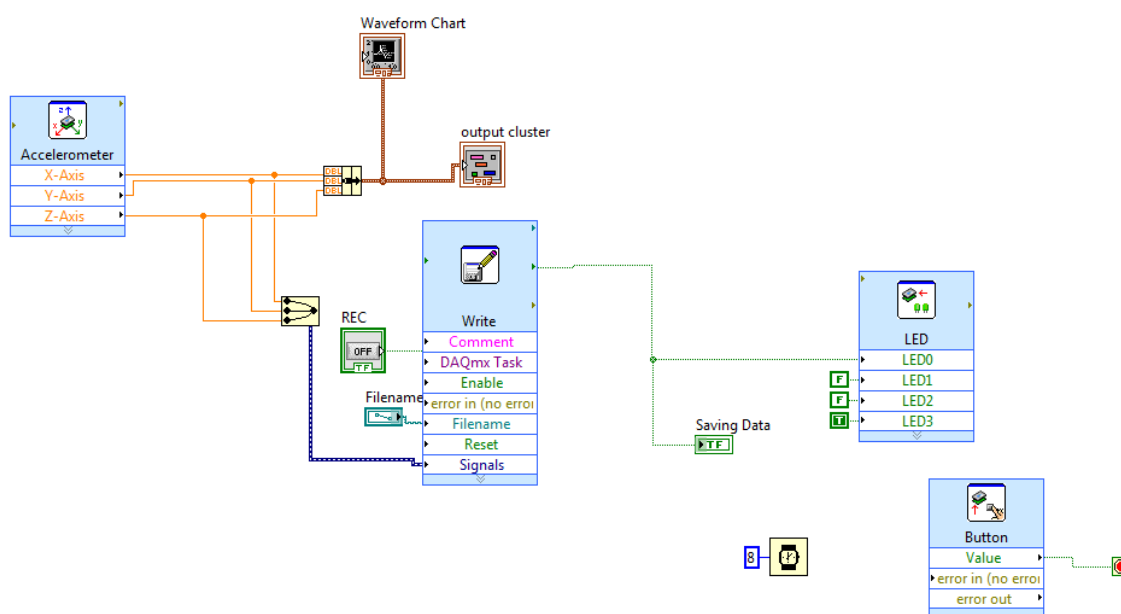 Waveform Chart
Accelerometer
X-Axis
Y-Axis
Z-Axis
DBL
DBL
DBL
output cluster
REC
OFF
TF
Filename
Write
Comment
DAQmx Task
Enable
error in (no error
Filename
Reset
Signals
LED
LED0
F
LED1
F
LED2
T
LED3
Saving Data
TF
8
Button
Value
error in (no error
error out